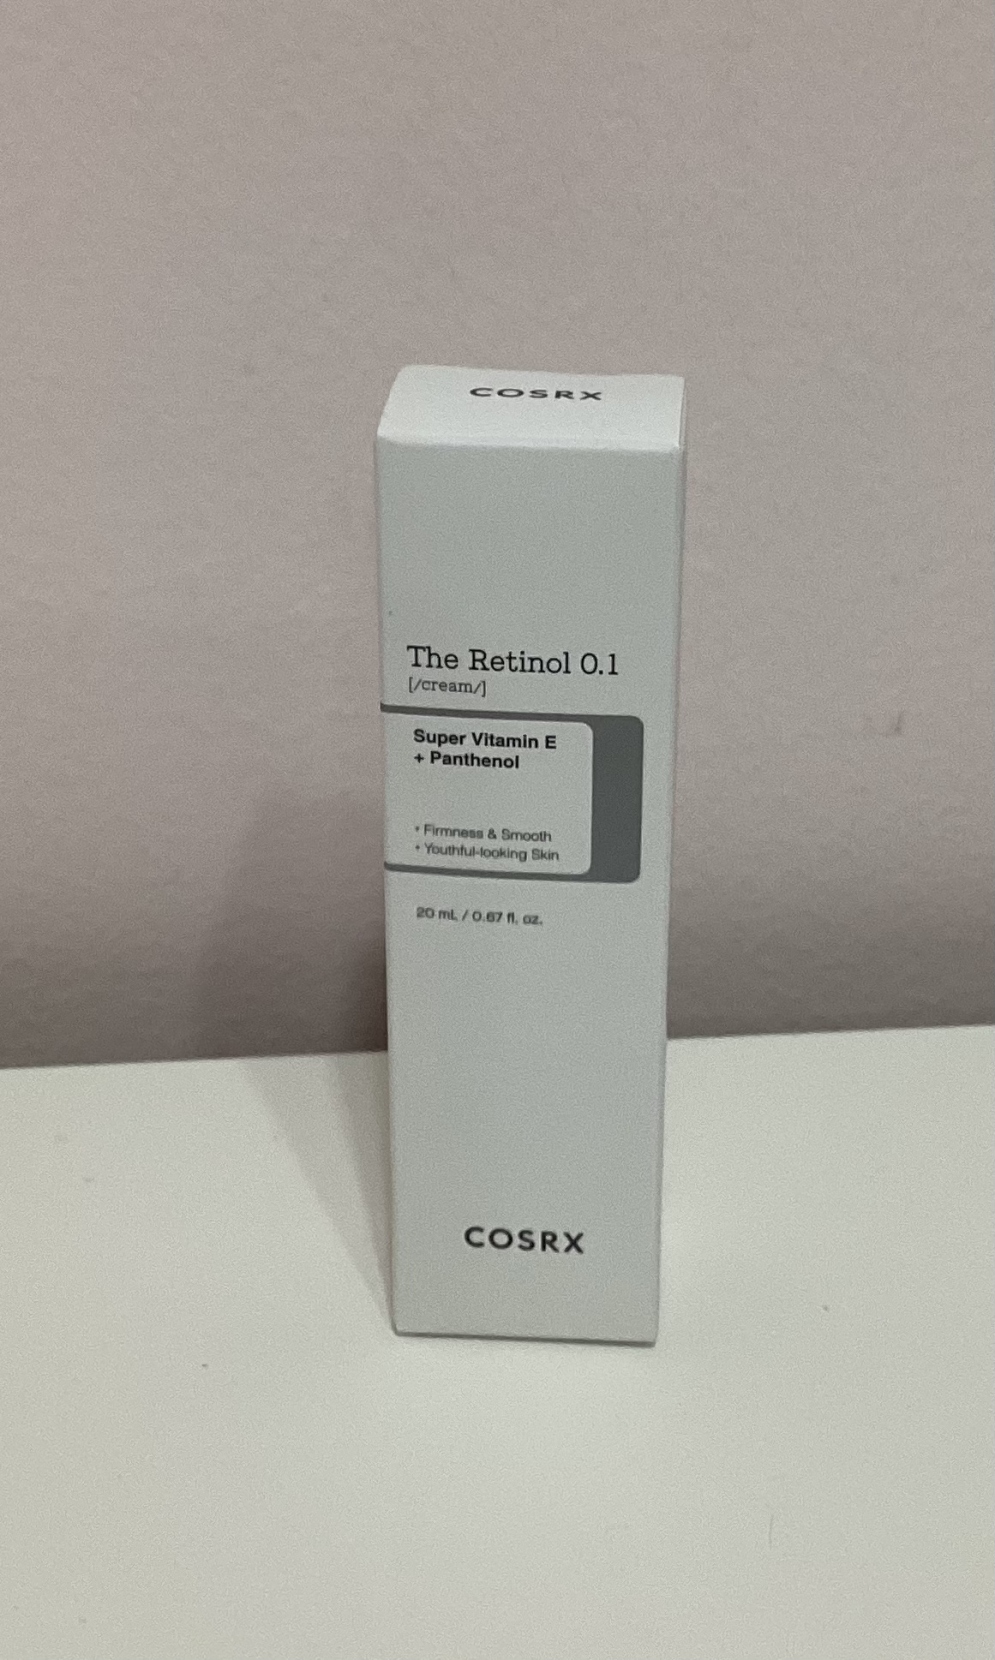 COSRX
The Retinol 0.1
[/cream/]
Super Vitamin E
+ Panthenol
* Firmness & Smooth
* Youthful-looking Skin
20 mL / 0.67 fl. oz.
COSRX